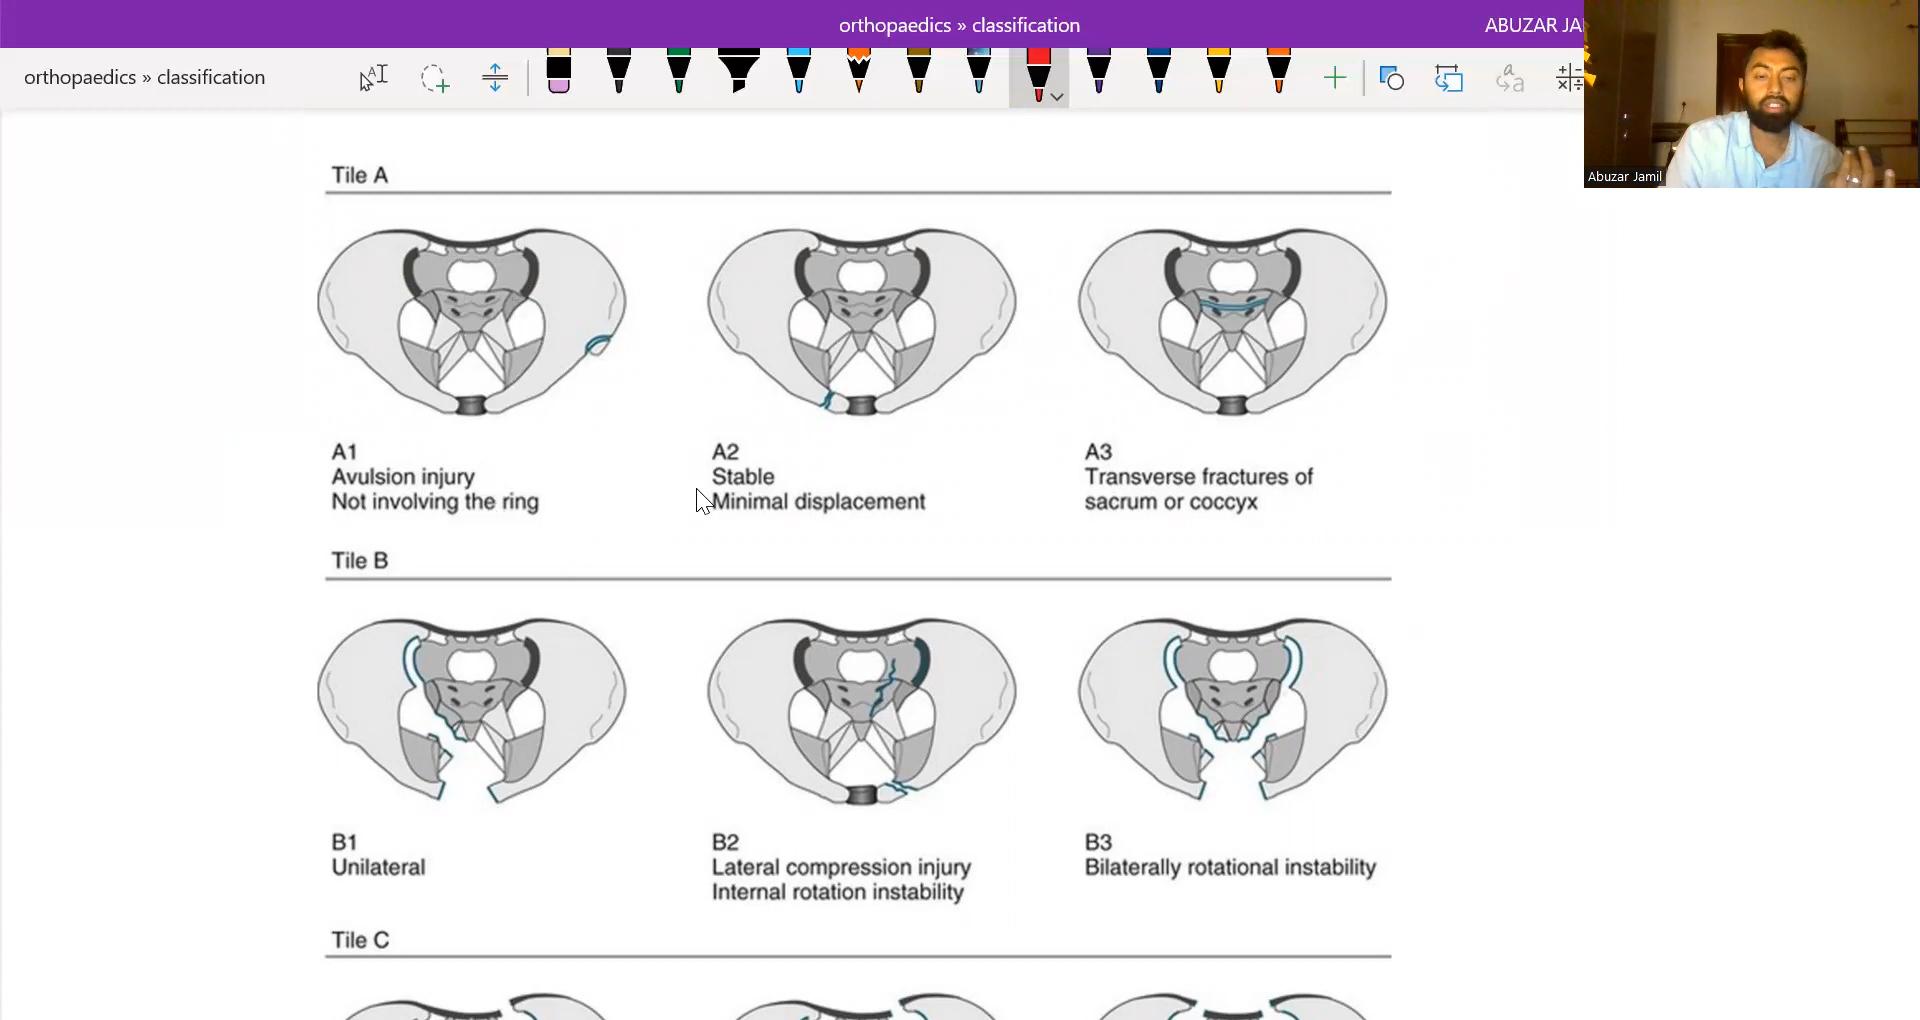 orthopaedics » classification
ABUZAR JA
orthopaedics » classification
Abuzar Jamil
Tile A
A1
Avulsion injury
Not involving the ring
A2
Stable
Minimal displacement
A3
Transverse fractures of
sacrum or coccyx
Tile B
B1
Unilateral
B2
Lateral compression injury
Internal rotation instability
B3
Bilaterally rotational instability
Tile C